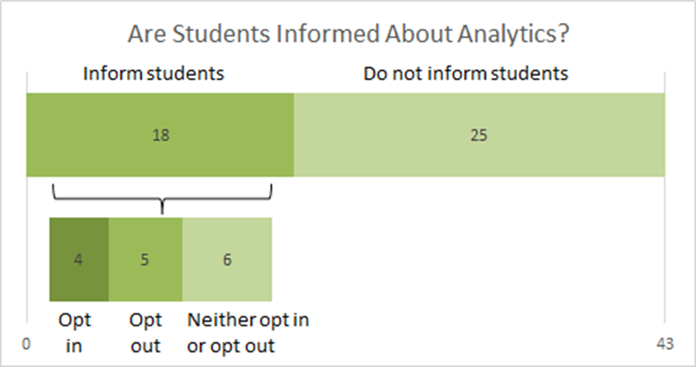 Are Students Informed About Analytics?
Inform students
Do not inform students
18
25
4
5
6
Opt in
Opt out
Neither opt in
or opt out
0
43